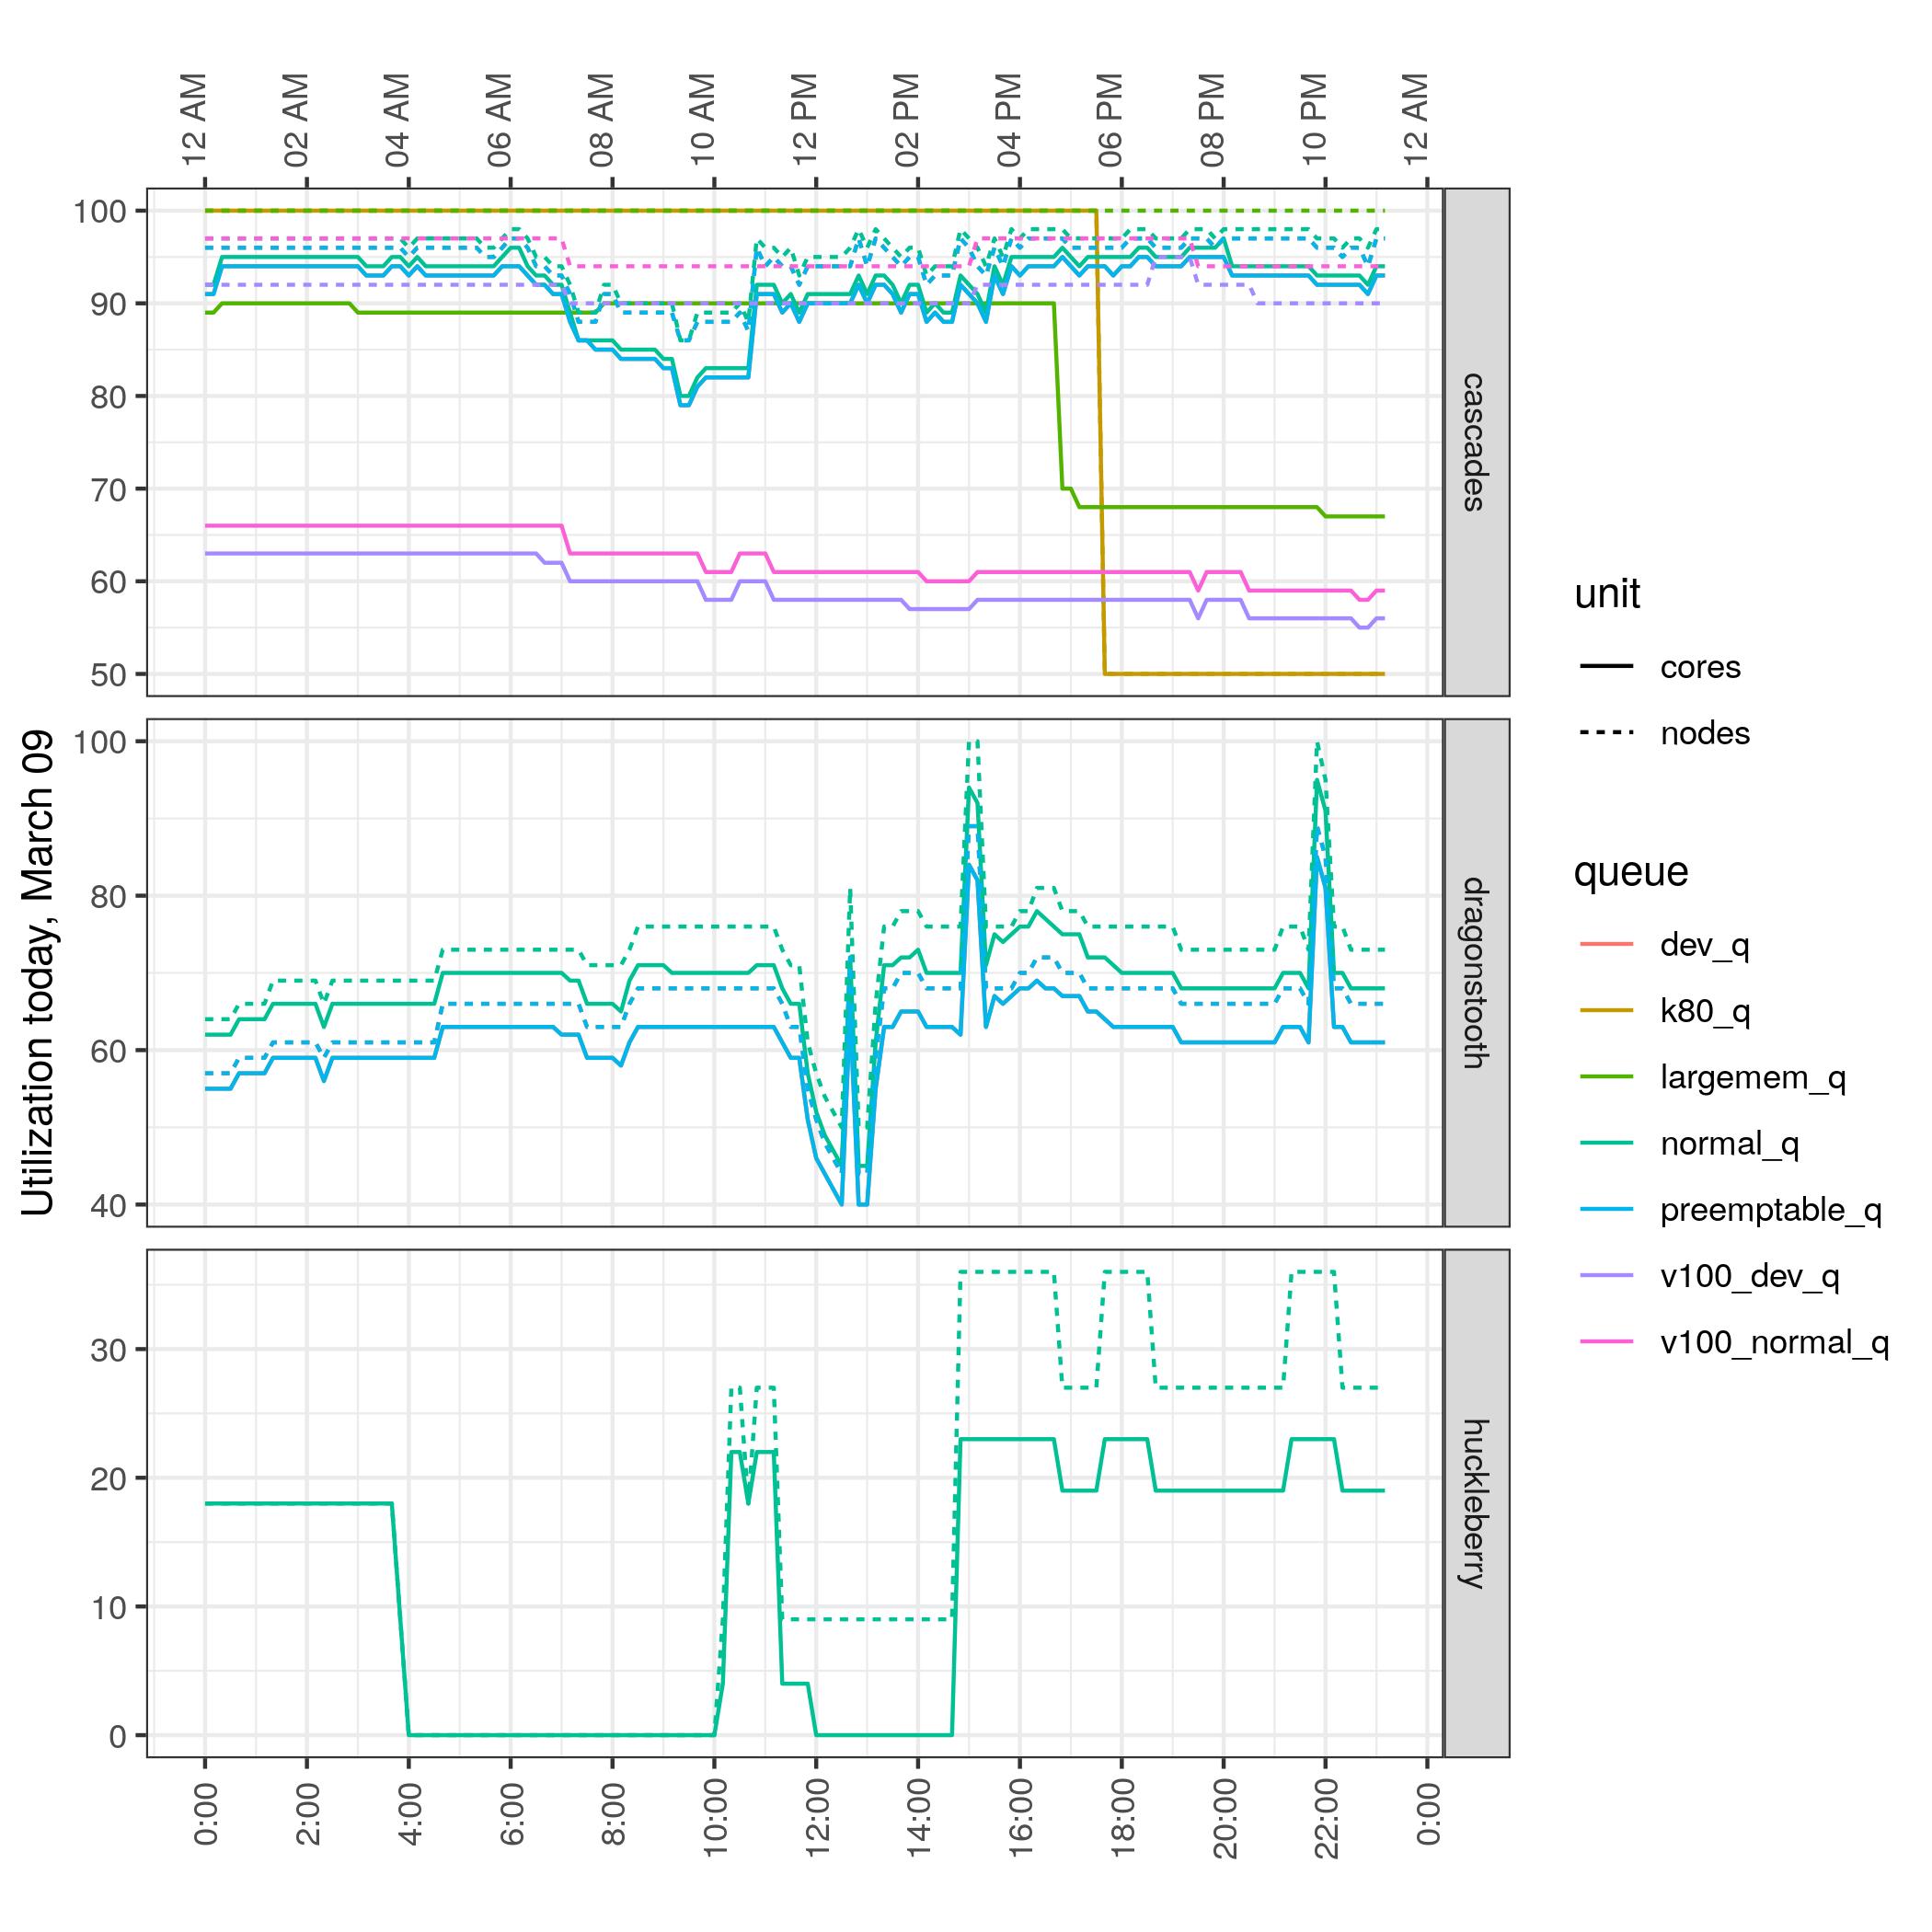 12 AM
02 AM
04 AM
06 AM
08 AM
10 AM
12 PM
02 PM
04 PM
06 PM
08 PM
10 PM
12 AM
Utilization today, March 09
100
90
80
70
60
50
cascades
100
80
60
40
dragonstooth
30
20
10
0
huckleberry
0:00
2:00
4:00
6:00
8:00
10:00
12:00
14:00
16:00
18:00
20:00
22:00
0:00
unit
cores
nodes
queue
dev_q
k80_q
largemem_q
normal_q
preemptable_q
v100_dev_q
v100_normal_q